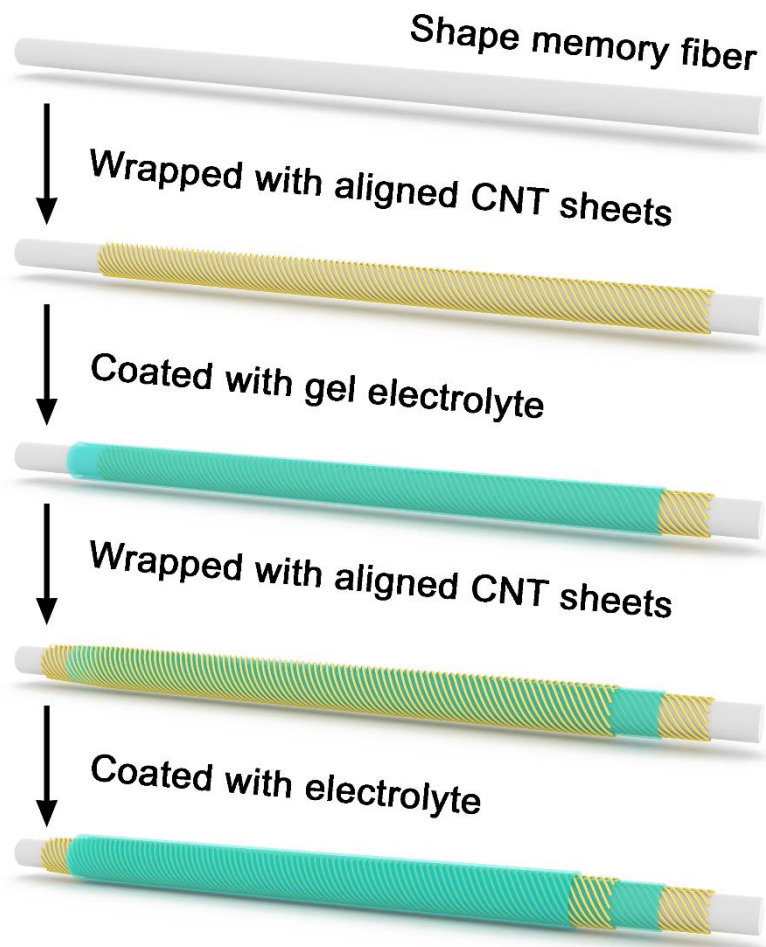 Shape memory fiber
Wrapped with aligned CNT sheets
Coated with gel electrolyte
Wrapped with aligned CNT sheets
Coated with electrolyte